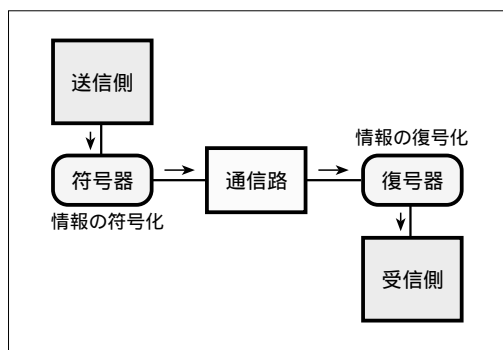 送信側
情報の復号化
符号器
通信路
復号器
情報の符号化
受信側